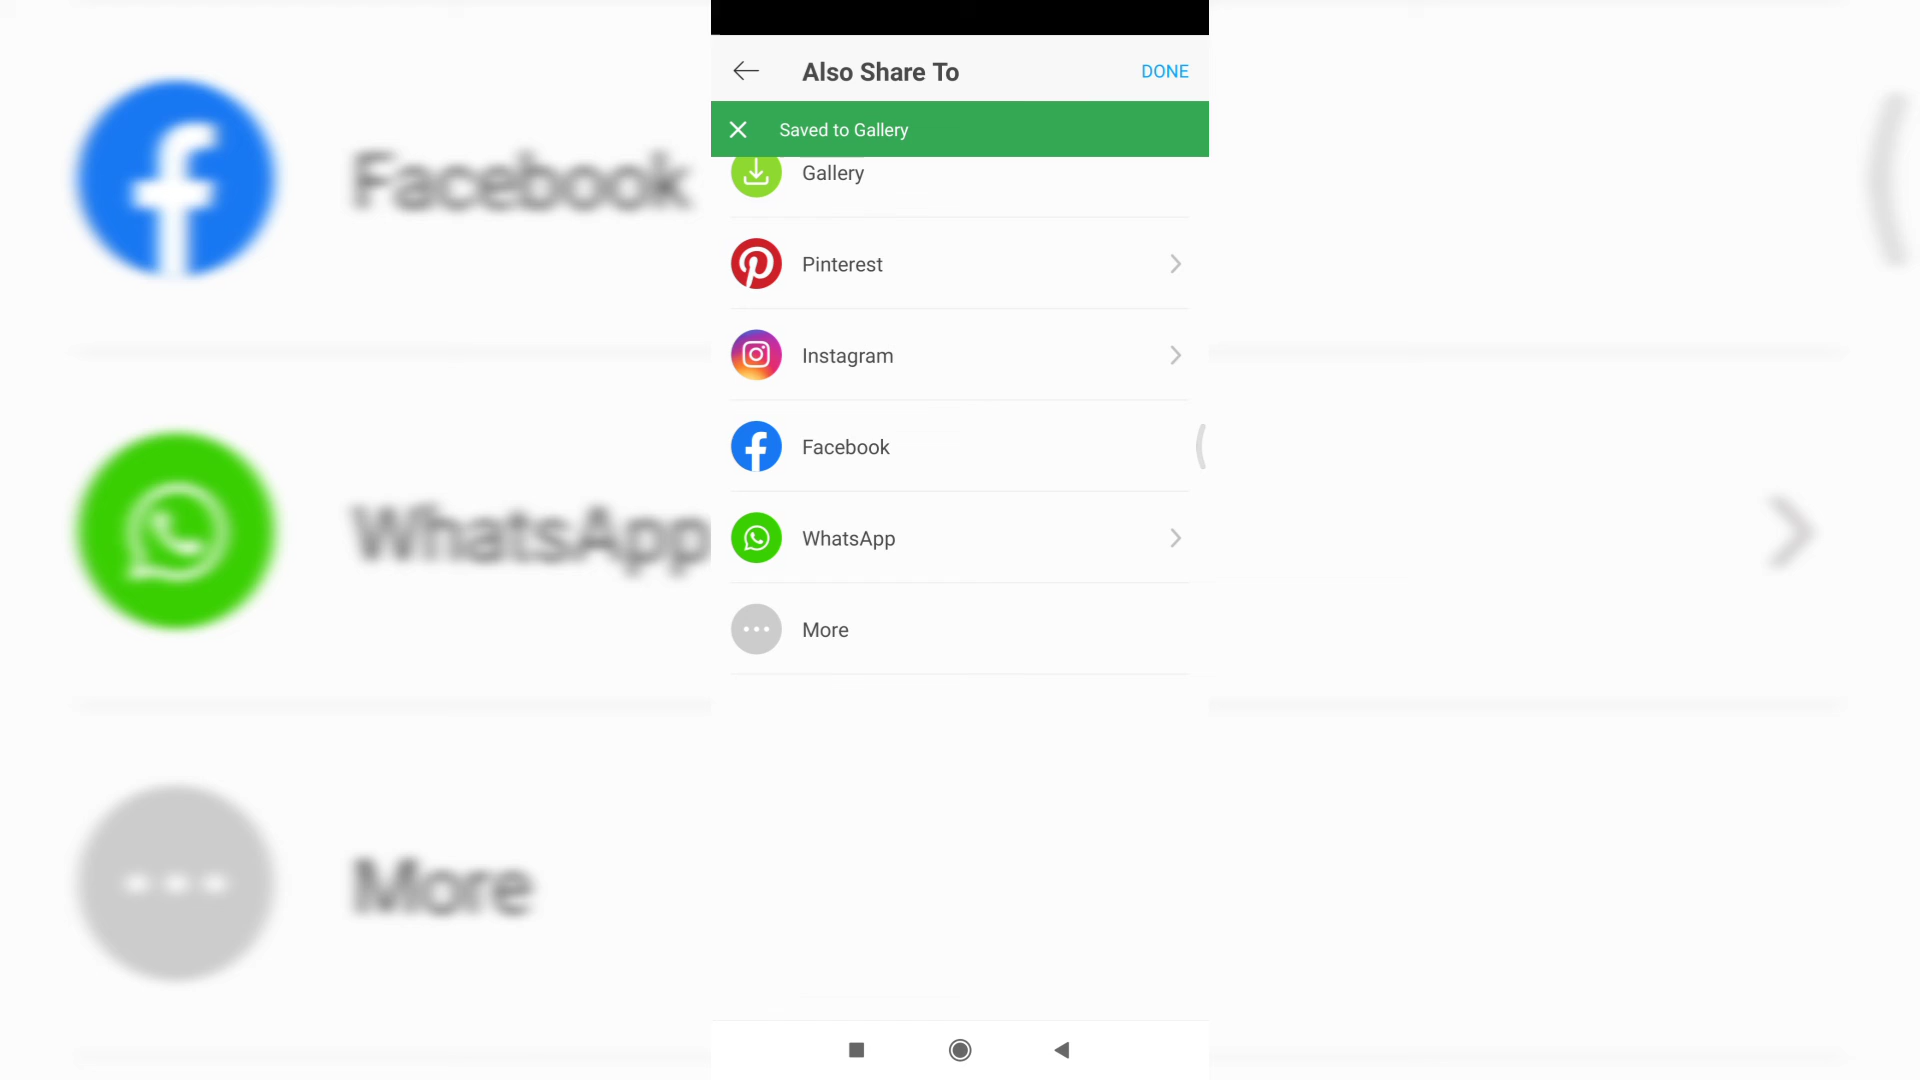 Also Share To
DONE
Saved to Gallery
Gallery
Pinterest
Instagram
Facebook
WhatsApp
More
Facebook
WhatsApp
More